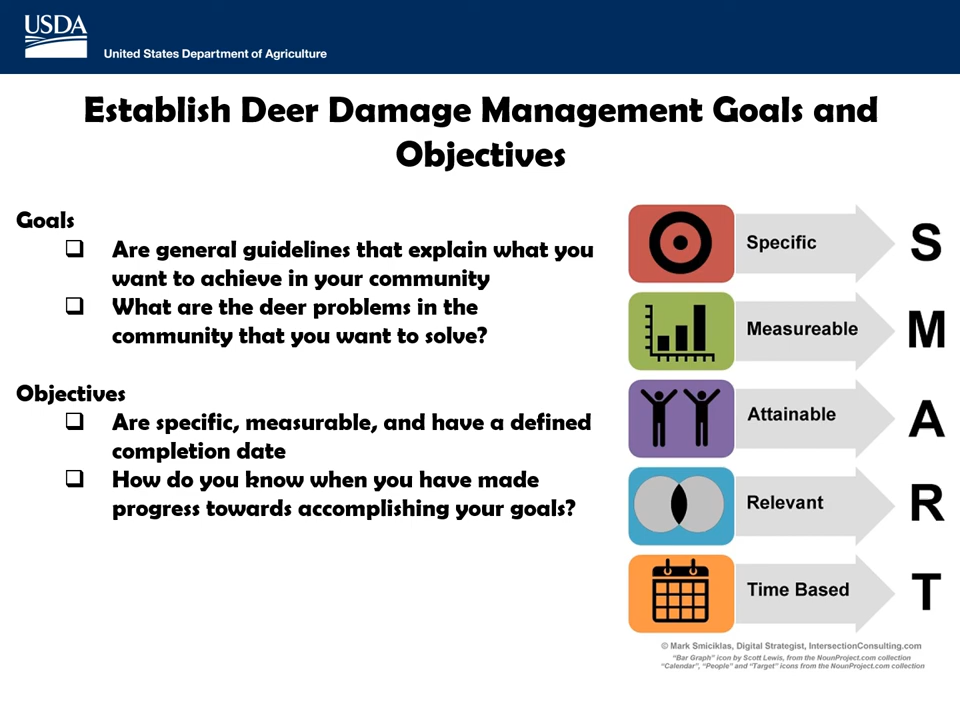 USDA
United States Department of Agriculture
Establish Deer Damage Management Goals and
Objectives
Goals
Are general guidelines that explain what you
want to achieve in your community
What are the deer problems in the
community that you want to solve?
Objectives
Are specific, measurable, and have a defined
completion date
How do you know when you have made
progress towards accomplishing your goals?
Specific S
Measureable M
Attainable A
Relevant R
Time Based T
© Mark Smiciklas, Digital Strategist, IntersectionConsulting.com
"Bar Graph" icon by Scott Lewis, from the NounProject.com collection
"Calendar", "People" and "Target" icons from the NounProject.com collection